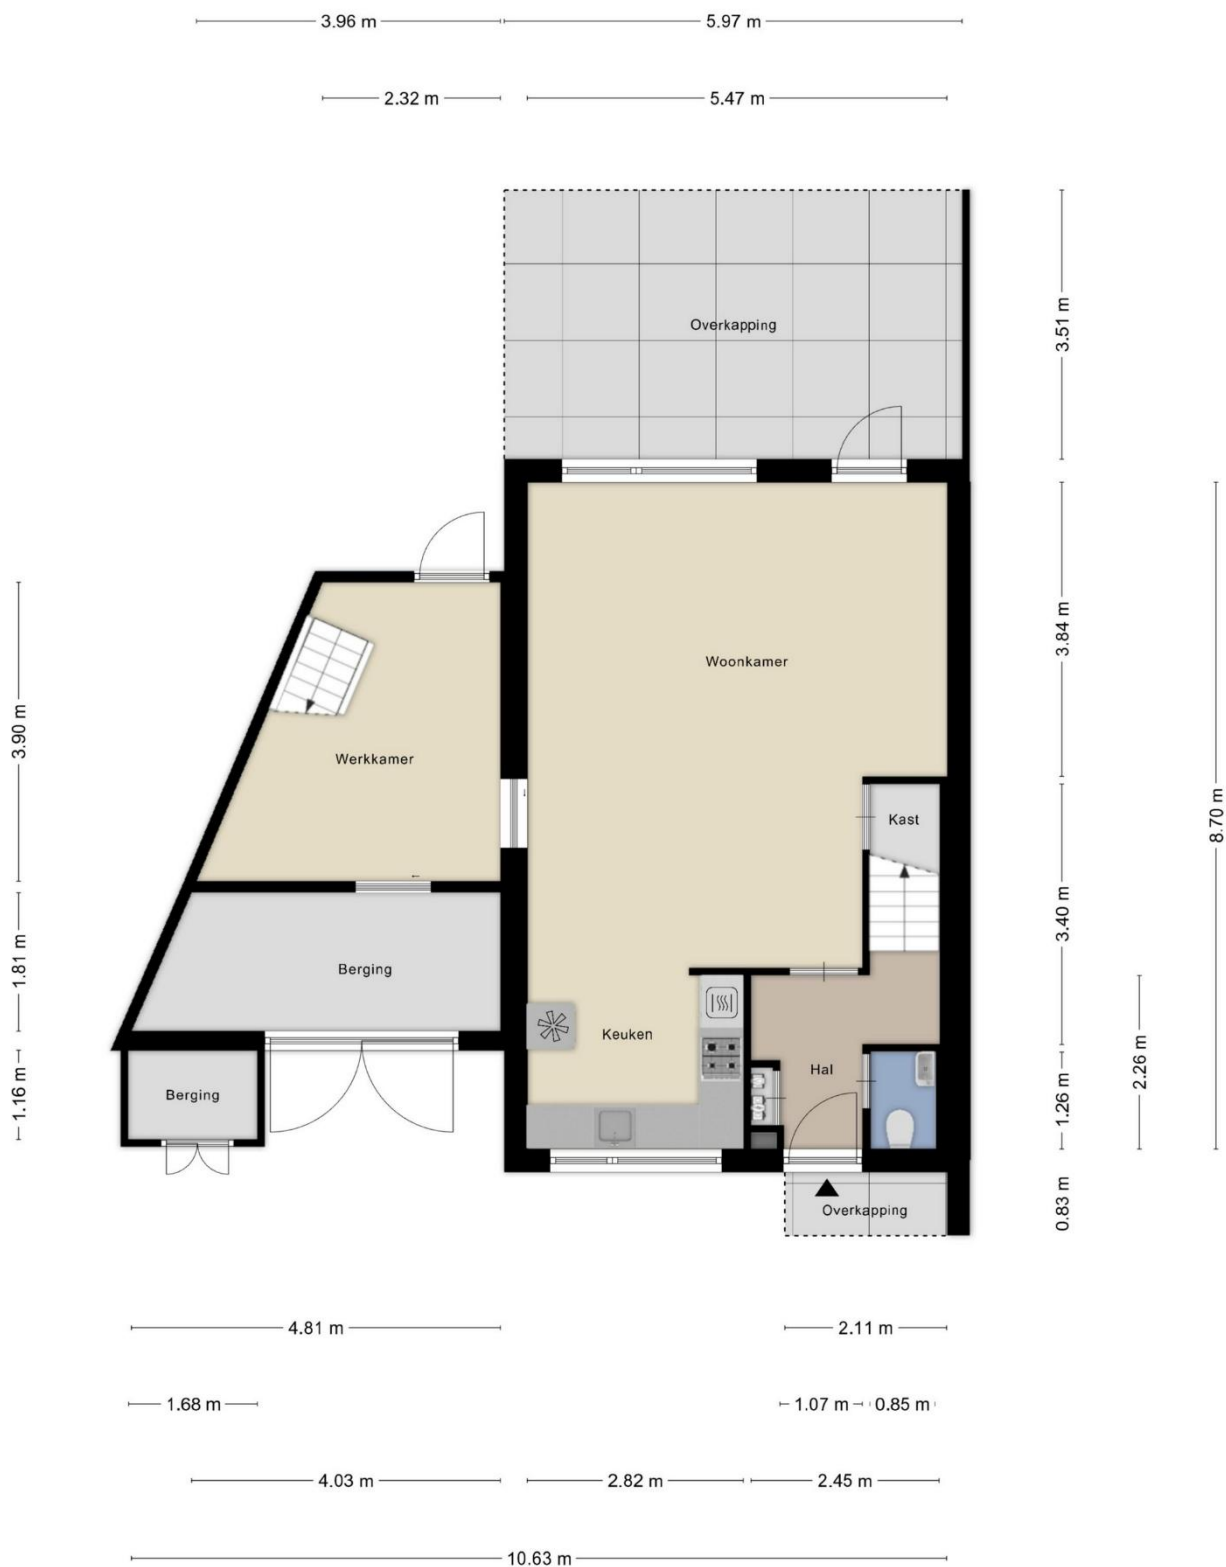 3.96 m
5.97 m
2.32 m
5.47 m
Overkapping
3.51 m
Woonkamer
3.84 m
Werkkamer
3.90 m
Kast
8.70 m
3.40 m
Berging
1.81 m
Keuken
Hal
2.26 m
Berging
1.16 m
1.26 m
Overkapping
0.83 m
4.81 m
2.11 m
1.68 m
1.07 m
0.85 m
4.03 m
2.82 m
2.45 m
10.63 m